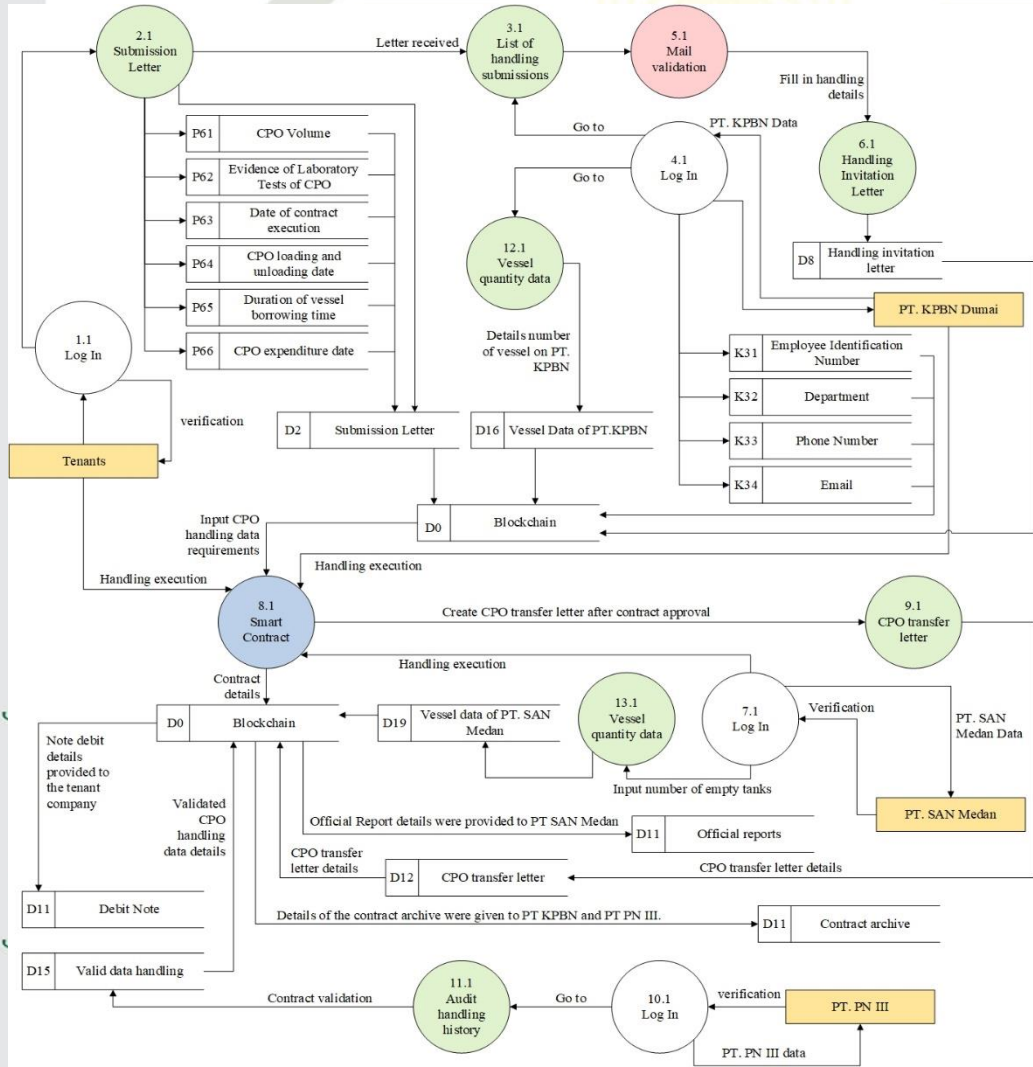 2.1
Submission
Letter
Letter received
3.1
List of
handling
submissions
5.1
Mail
validation
Fill in handling
details
P61 CPO Volume
P62 Evidence of Laboratory
Tests of CPO
P63 Date of contract
execution
P64 CPO loading and
unloading date
P65 Duration of vessel
borrowing time
P66 CPO expenditure date
Go to
Go to
4.1
Log In
PT. KPBN Data
6.1
Handling
Invitation
Letter
12.1
Vessel
quantity data
D8 Handling invitation
letter
PT. KPBN Dumai
1.1
Log In
verification
Tenants
Details number
of vessel on PT.
KPBN
K31 Employee Identification
Number
K32 Department
K33 Phone Number
K34 Email
D2 Submission Letter
D16 Vessel Data of PT.KPBN
D0 Blockchain
Input CPO
handling data
requirements
Handling execution
Handling execution
8.1
Smart
Contract
Create CPO transfer letter after contract approval
9.1
CPO transfer
letter
Handling execution
Contract
details
D0 Blockchain
D19 Vessel data of PT. SAN
Medan
13.1
Vessel
quantity data
7.1
Log In
Verification
PT. SAN
Medan Data
Input number of empty tanks
PT. SAN Medan
Note debit
details
provided to
the tenant
company
Validated
CPO
handling
data details
Official Report details were provided to PT SAN Medan
D11 Official reports
CPO transfer
letter details
D12 CPO transfer letter
CPO transfer letter details
D11 Debit Note
Details of the contract archive were given to PT KPBN and PT PN III.
D11 Contract archive
D15 Valid data handling
Contract validation
11.1
Audit
handling
history
Go to
10.1
Log In
verification
PT. PN III
PT. PN III data